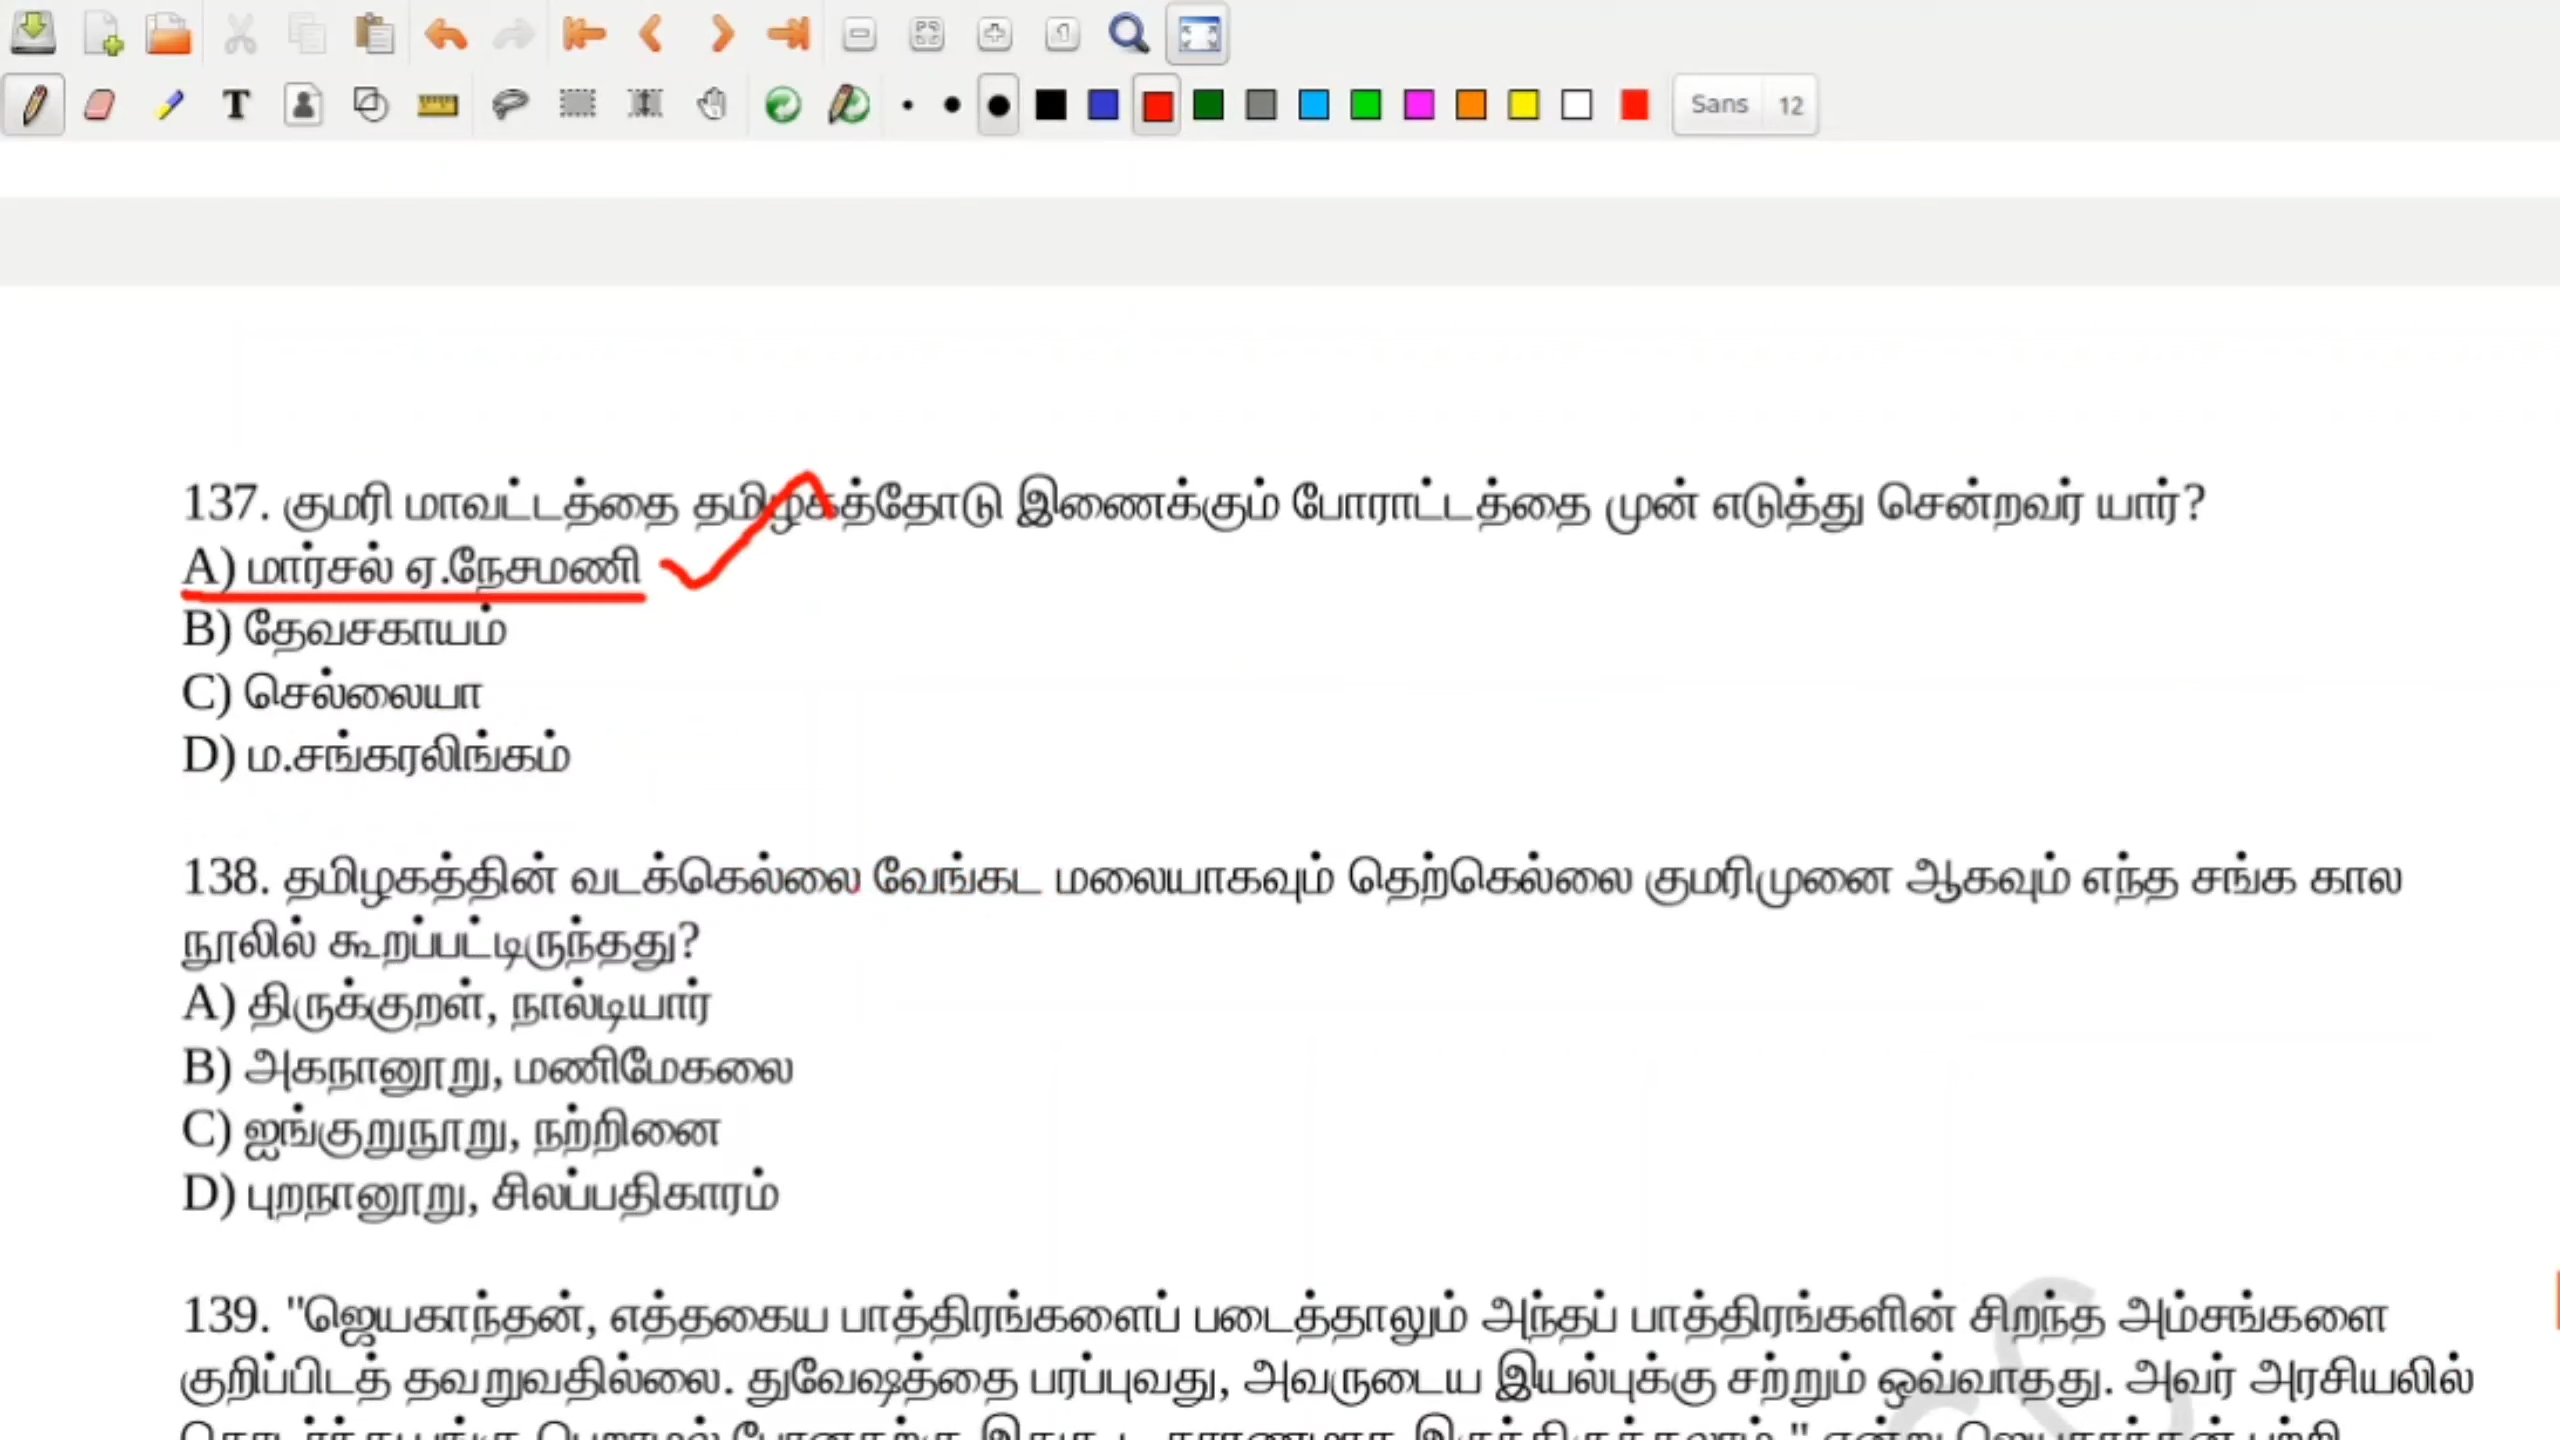 Sans 12
137. குமரி மாவட்டத்தை தமிழகத்தோடு இணைக்கும் போராட்டத்தை முன் எடுத்து சென்றவர் யார்?
A) மார்சல் ஏ.நேசமணி
B) தேவசகாயம்
C) செல்லையா
D) ம.சங்கரலிங்கம்
138. தமிழகத்தின் வடக்கெல்லை வேங்கட மலையாகவும் தெற்கெல்லை குமரிமுனை ஆகவும் எந்த சங்க கால
நூலில் கூறப்பட்டிருந்தது?
A) திருக்குறள், நால்டியார்
B) அகநானூறு, மணிமேகலை
C) ஐங்குறுநூறு, நற்றினை
D) புறநானூறு, சிலப்பதிகாரம்
139. "ஜெயகாந்தன், எத்தகைய பாத்திரங்களைப் படைத்தாலும் அந்தப் பாத்திரங்களின் சிறந்த அம்சங்களை
குறிப்பிடத் தவறுவதில்லை. துவேஷத்தை பரப்புவது, அவருடைய இயல்புக்கு சற்றும் ஒவ்வாதது. அவர் அரசியலில்